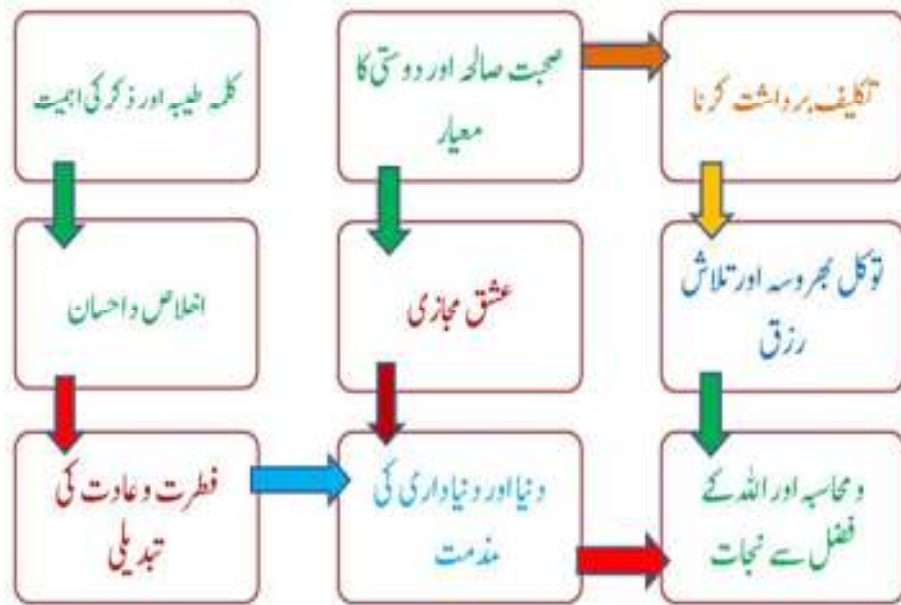 کلمہ طیبہ اور ذکر کی اہمیت
اخلاص و احسان
فطرت و عادت کی
تبدیلی
صحبت صالحہ اور دوستی کا
معیار
عشق مجازی
دنیا اور دنیاداری کی
مذمت
تکلیف برداشت کرنا
توکل بھروسہ اور تلاش
رزق
و محاسبہ اور اللہ کے
فضل سے نجات